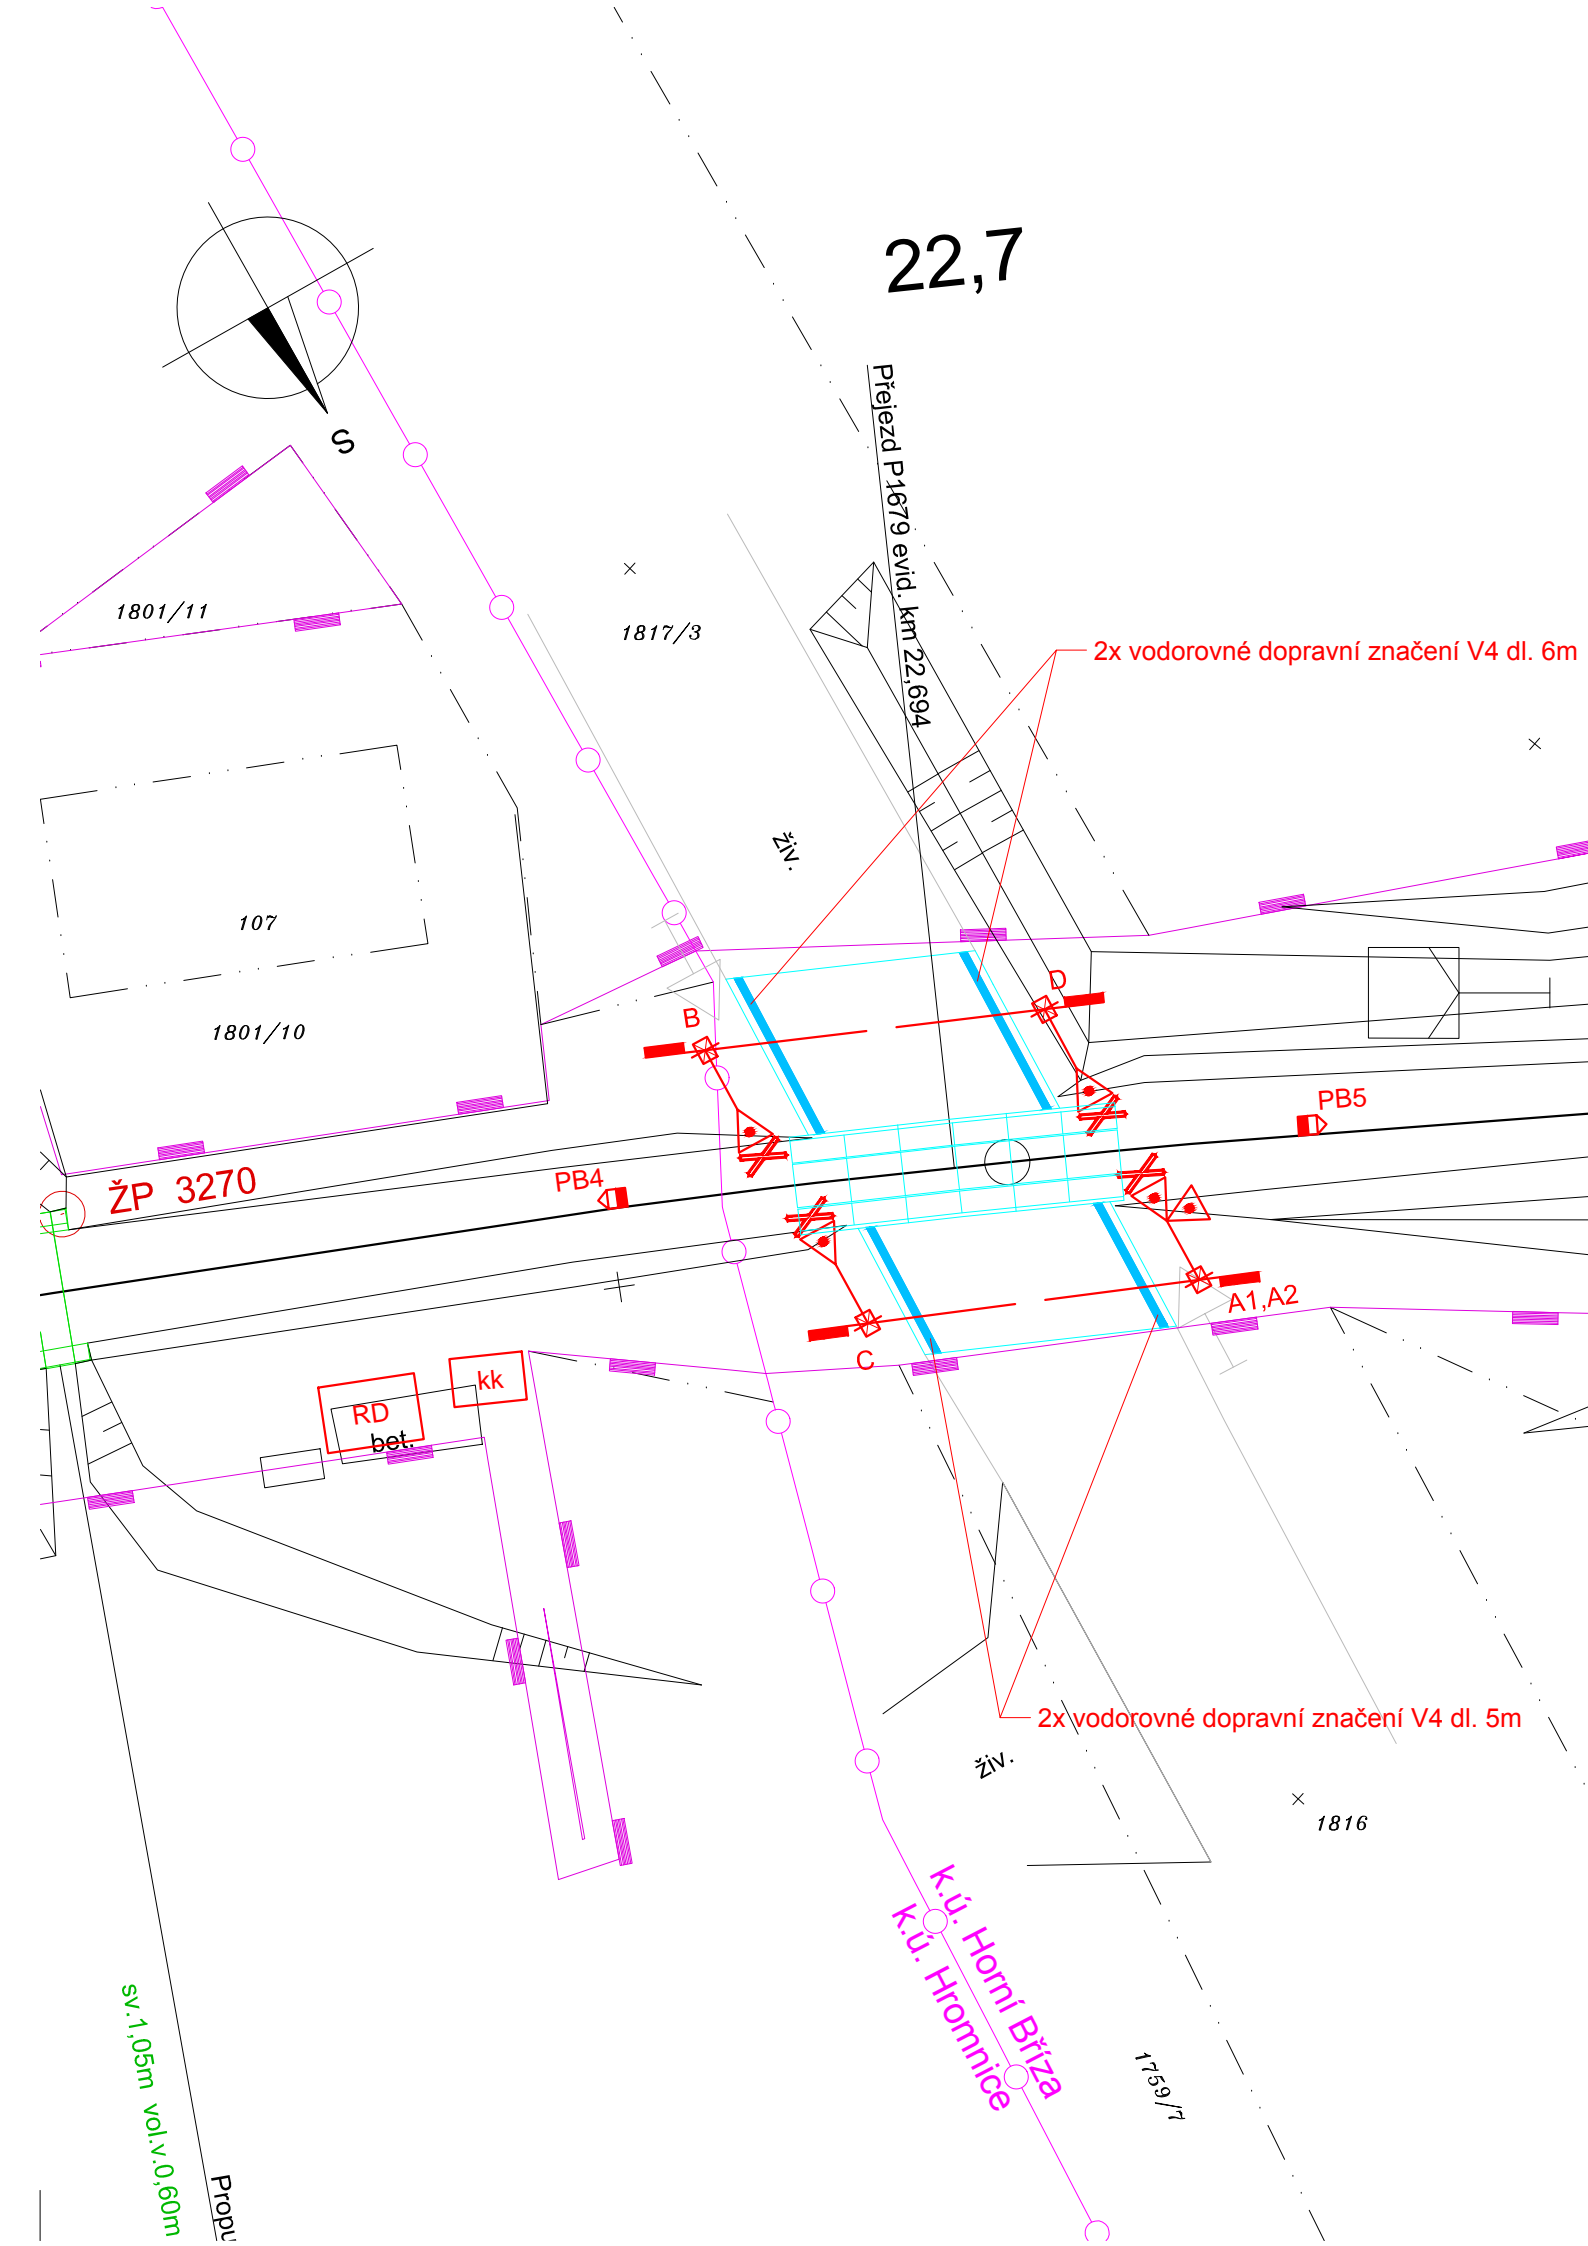 22,7
S
Přejezd P1679 evid. km 22,694
1801/11
1817/3
2x vodorovné dopravní značení V4 dl. 6m
živ.
107
1801/10
D
B
PB5
PB4
ŽP 3270
A1,A2
C
kk
RD
bet.
2x vodorovné dopravní značení V4 dl. 5m
živ.
1816
k.ú. Horní Bříza
k.ú. Hromnice
1759/7
sv.1,05m vol.v.0,60m
Propu